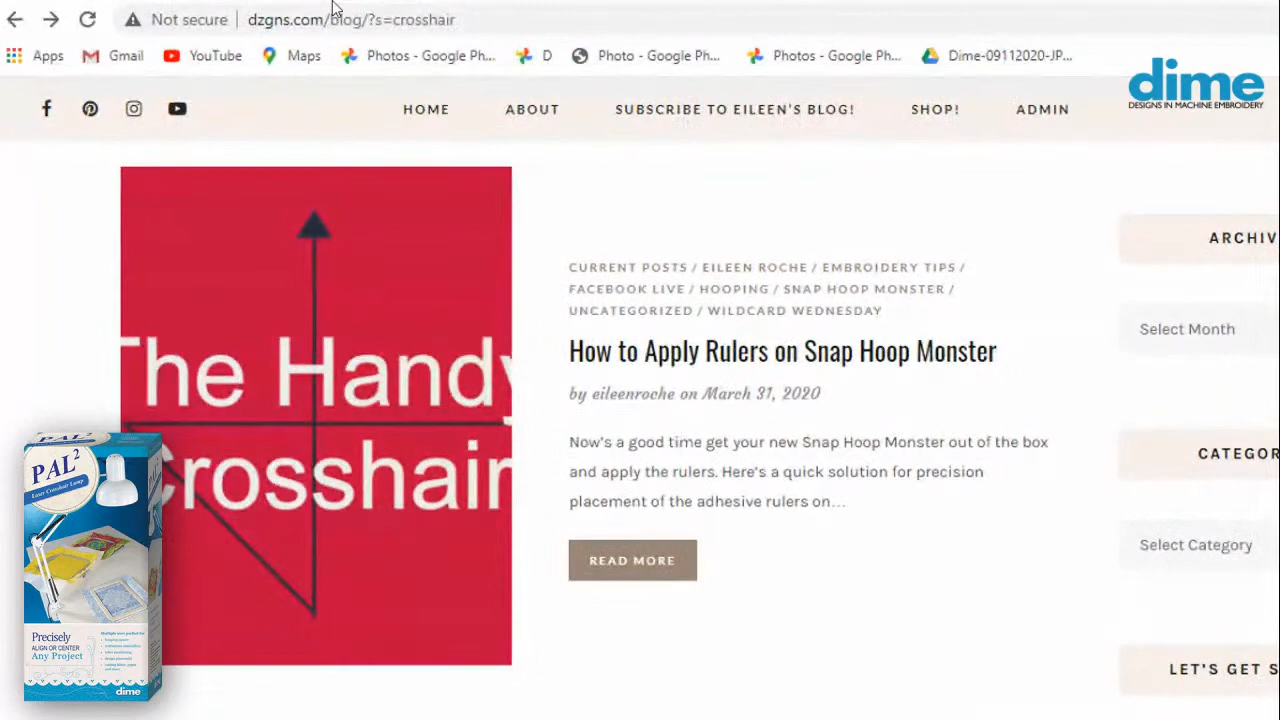 Not secure
dzgns.com/blog/?s=crosshair
Apps
Gmail
YouTube
Maps
Photos - Google Ph...
D
Photo - Google Ph...
Photos - Google Ph...
Dime-09112020-JP...
dime
DESIGNS IN MACHINE EMBROIDERY
HOME
ABOUT
SUBSCRIBE TO EILEEN'S BLOG!
SHOP!
ADMIN
The Handy
Crosshair
CURRENT POSTS / EILEEN ROCHE / EMBROIDERY TIPS /
FACEBOOK LIVE / HOOPING / SNAP HOOP MONSTER /
UNCATEGORIZED / WILDCARD WEDNESDAY
How to Apply Rulers on Snap Hoop Monster
by eileenroche on March 31, 2020
Now's a good time get your new Snap Hoop Monster out of the box
and apply the rulers. Here's a quick solution for precision
placement of the adhesive rulers on...
READ MORE
ARCHIV
Select Month
CATEGOR
Select Category
LET'S GET S
PAL2
Laser Crosshair Lamp
Precisely
ALIGN OR CENTER
Any Project
dime